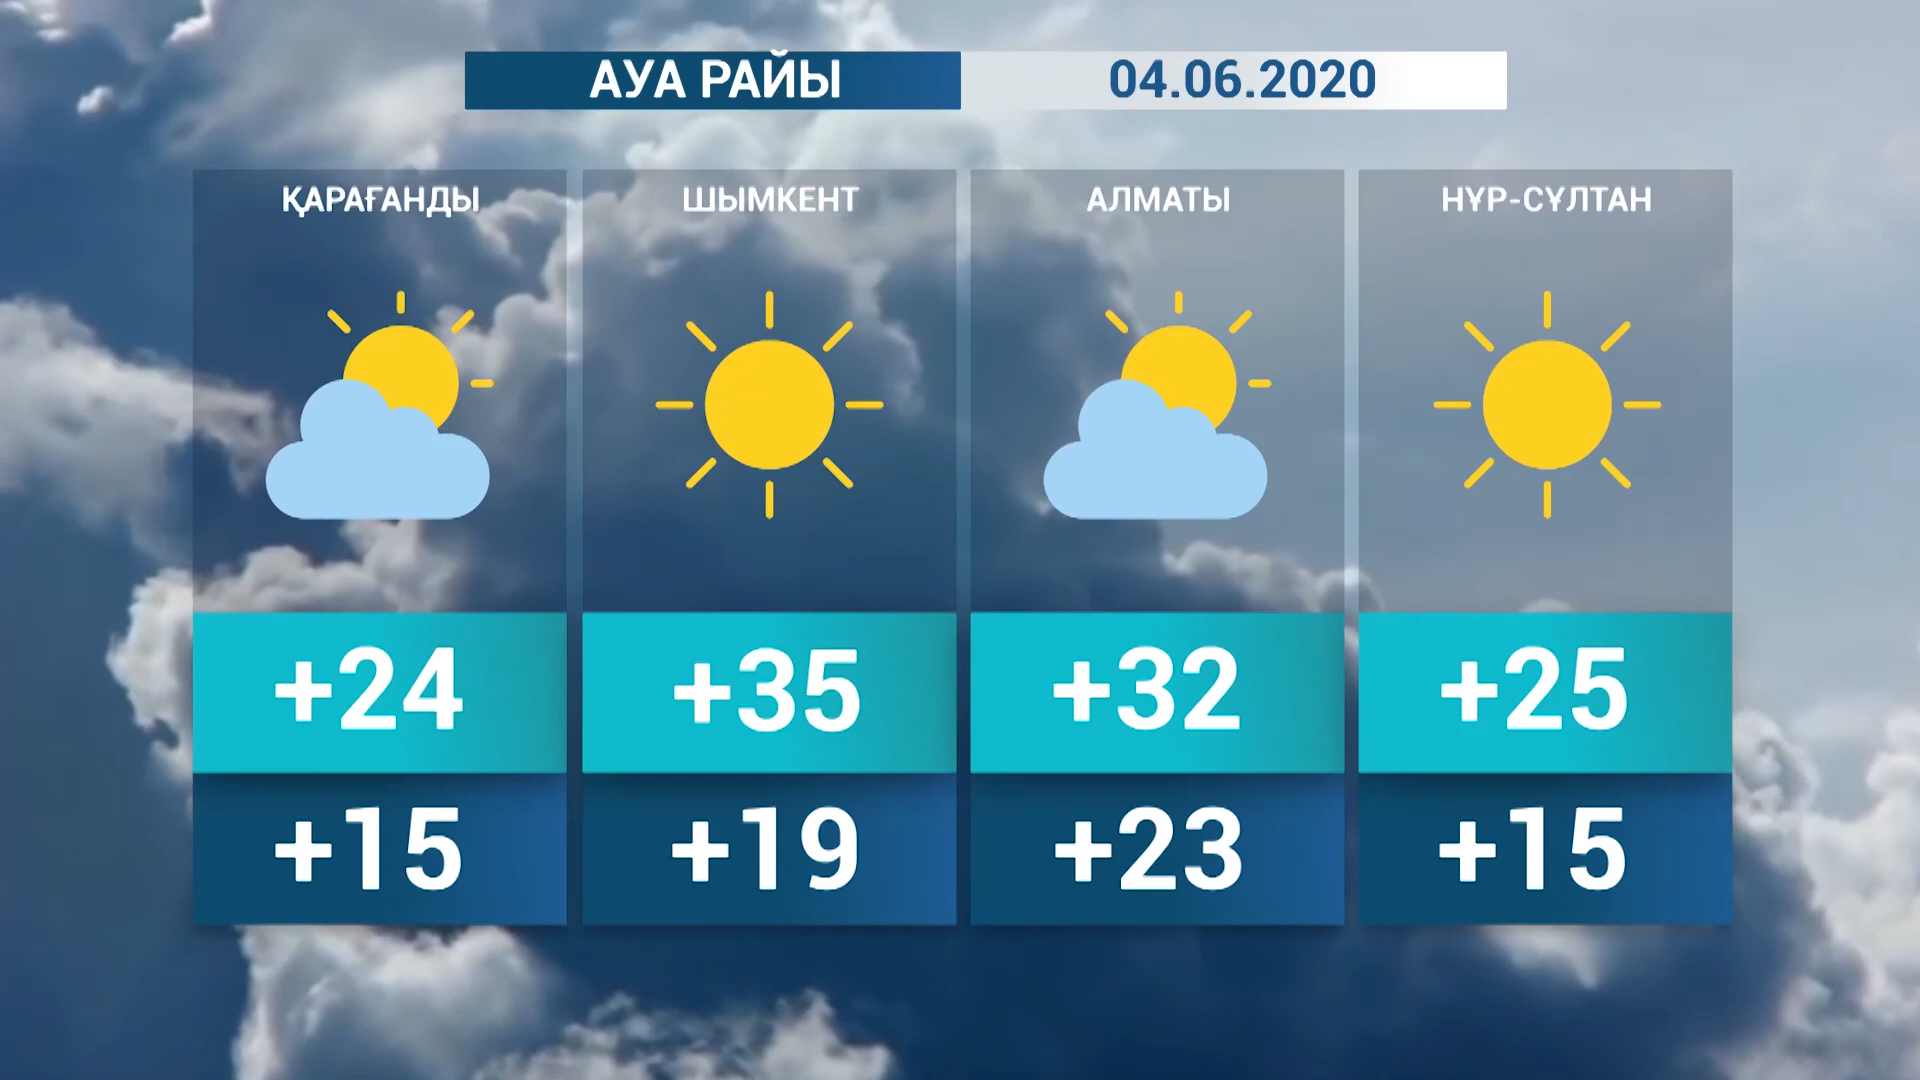 АУА РАЙЫ
04.06.2020
ҚАРАҒАНДЫ
+24
+15
ШЫМКЕНТ
+35
+19
АЛМАТЫ
+32
+23
НҰР-СҰЛТАН
+25
+15